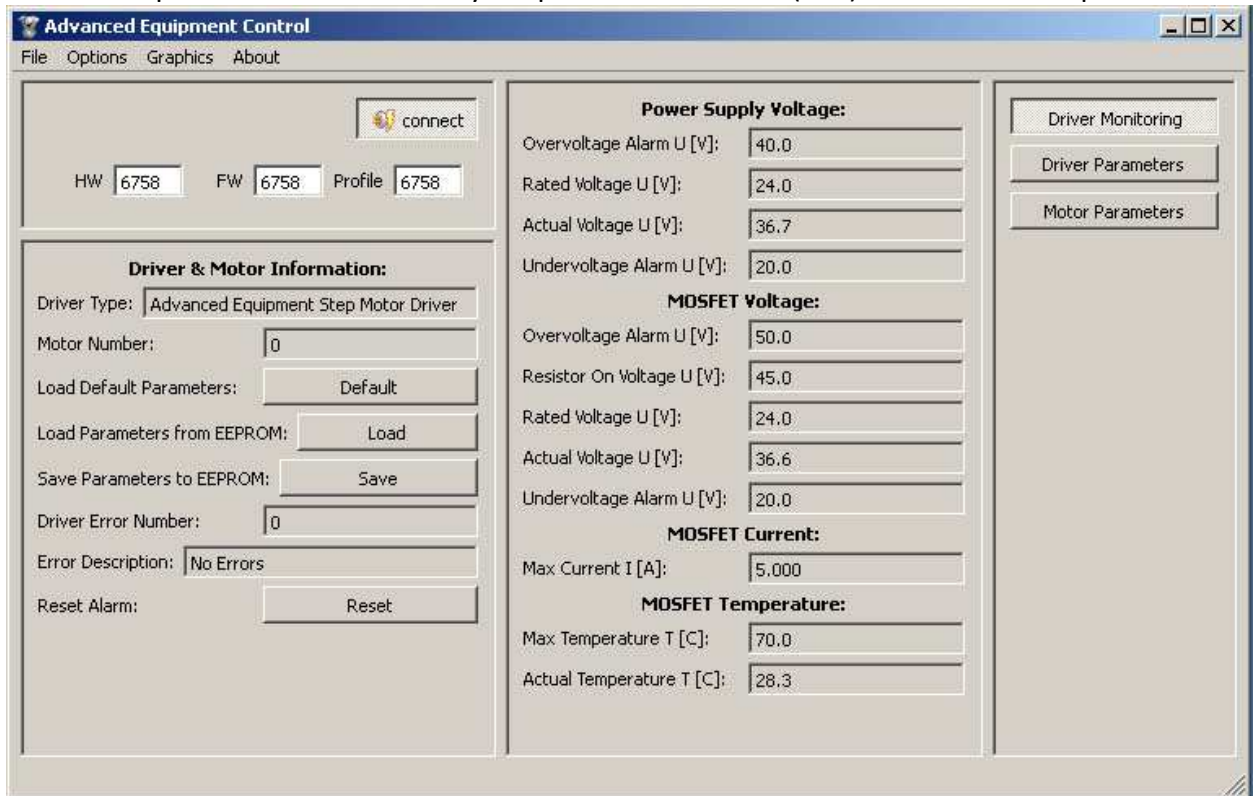 Advanced Equipment Control
File Options Graphics About
connect
HW 6758 FW 6758 Profile 6758
Driver & Motor Information:
Driver Type: Advanced Equipment Step Motor Driver
Motor Number: 0
Load Default Parameters: Default
Load Parameters from EEPROM: Load
Save Parameters to EEPROM: Save
Driver Error Number: 0
Error Description: No Errors
Reset Alarm: Reset
Power Supply Voltage:
Overvoltage Alarm U [V]: 40.0
Rated Voltage U [V]: 24.0
Actual Voltage U [V]: 36.7
Undervoltage Alarm U [V]: 20.0
MOSFET Voltage:
Overvoltage Alarm U [V]: 50.0
Resistor On Voltage U [V]: 45.0
Rated Voltage U [V]: 24.0
Actual Voltage U [V]: 36.6
Undervoltage Alarm U [V]: 20.0
MOSFET Current:
Max Current I [A]: 5.000
MOSFET Temperature:
Max Temperature T [C]: 70.0
Actual Temperature T [C]: 28.3
Driver Monitoring
Driver Parameters
Motor Parameters